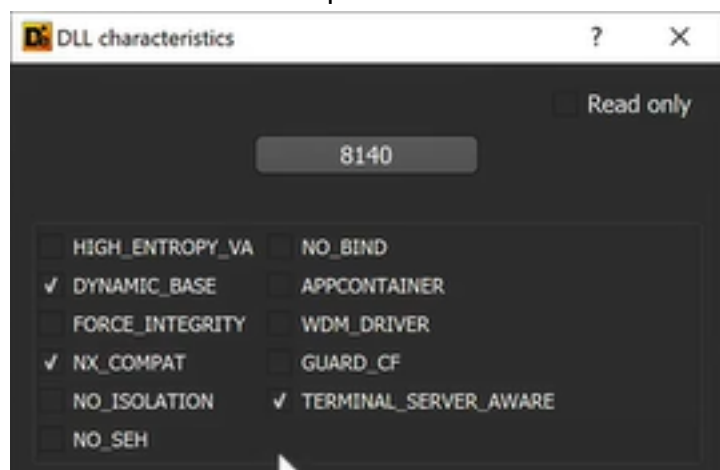 DLL characteristics ? ×
Read only
8140
HIGH_ENTROPY_VA NO_BIND
DYNAMIC_BASE APPCONTAINER
FORCE_INTEGRITY WDM_DRIVER
NX_COMPAT GUARD_CF
NO_ISOLATION TERMINAL_SERVER_AWARE
NO_SEH